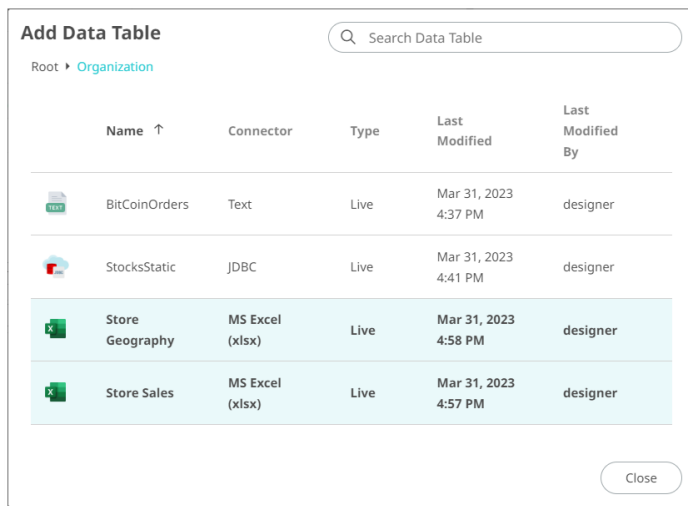 Add Data Table
Search Data Table
Root Organization
Name Connector Type Last Modified Last Modified By
TEXT BitCoinOrders Text Live Mar 31, 2023 4:37 PM designer
StocksStatic JDBC Live Mar 31, 2023 4:41 PM designer
X Store Geography MS Excel (xlsx) Live Mar 31, 2023 4:58 PM designer
X Store Sales MS Excel (xlsx) Live Mar 31, 2023 4:57 PM designer
Close